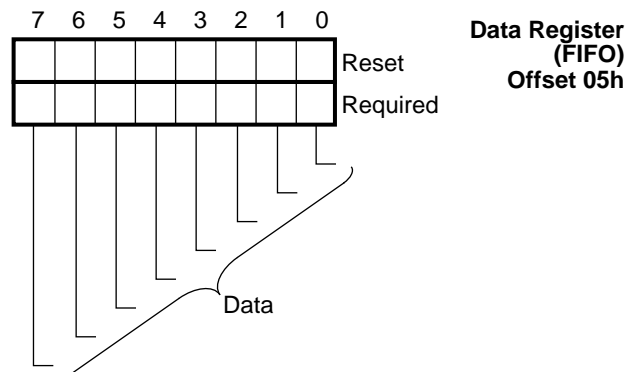 7 6 5 4 3 2 1 0
Data Register
(FIFO)
Offset 05h
Reset
Required
Data